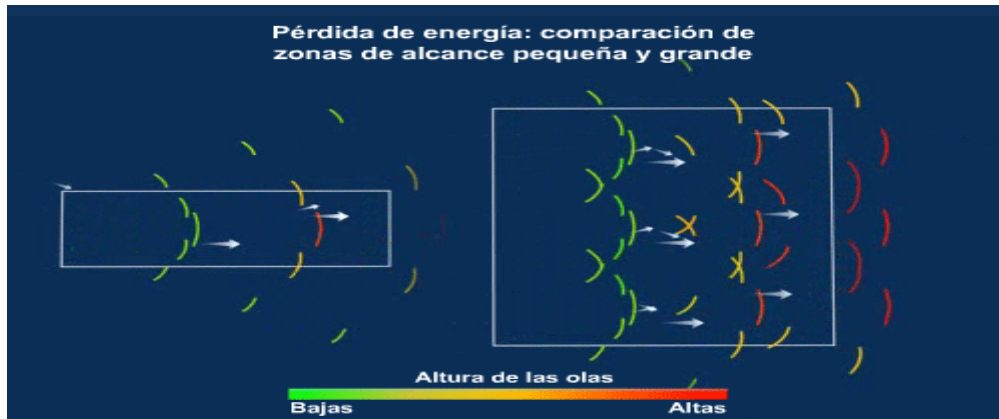 Pérdida de energía: comparación de
zonas de alcance pequeña y grande
Altura de las olas
Bajas
Altas